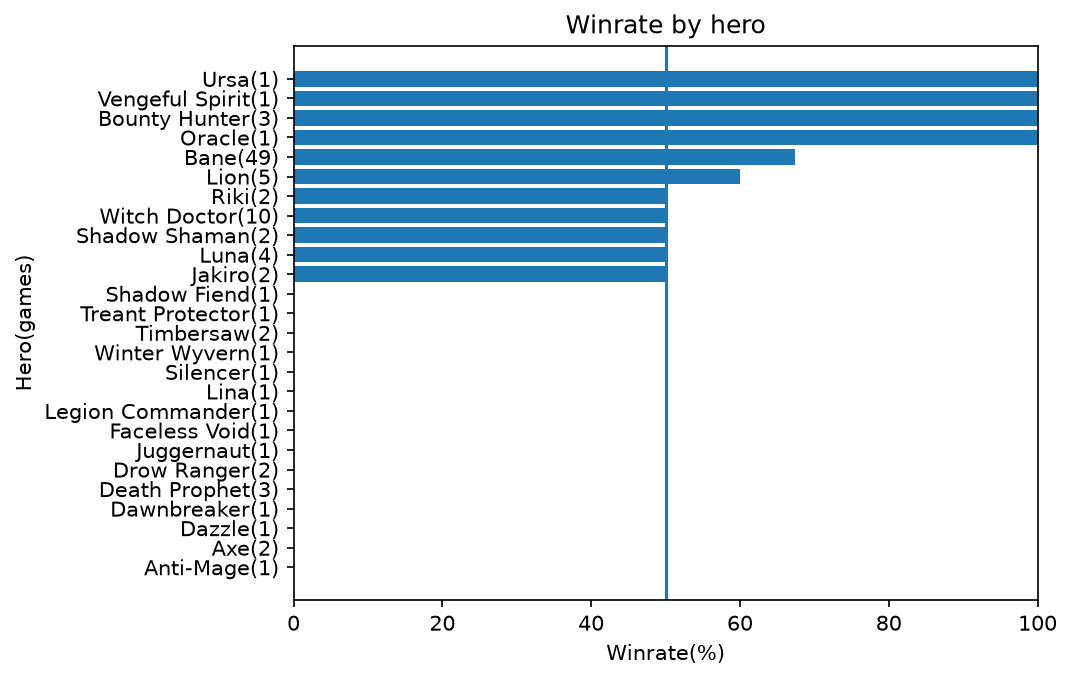 Winrate by hero
Ursa(1)
Vengeful Spirit(1)
Bounty Hunter(3)
Oracle(1)
Bane(49)
Lion(5)
Riki(2)
Witch Doctor(10)
Shadow Shaman(2)
Luna(4)
Jakiro(2)
Shadow Fiend(1)
Treant Protector(1)
Timbersaw(2)
Winter Wyvern(1)
Silencer(1)
Lina(1)
Legion Commander(1)
Faceless Void(1)
Juggernaut(1)
Drow Ranger(2)
Death Prophet(3)
Dawnbreaker(1)
Dazzle(1)
Axe(2)
Anti-Mage(1)
Hero(games)
0 20 40 60 80 100
Winrate(%)